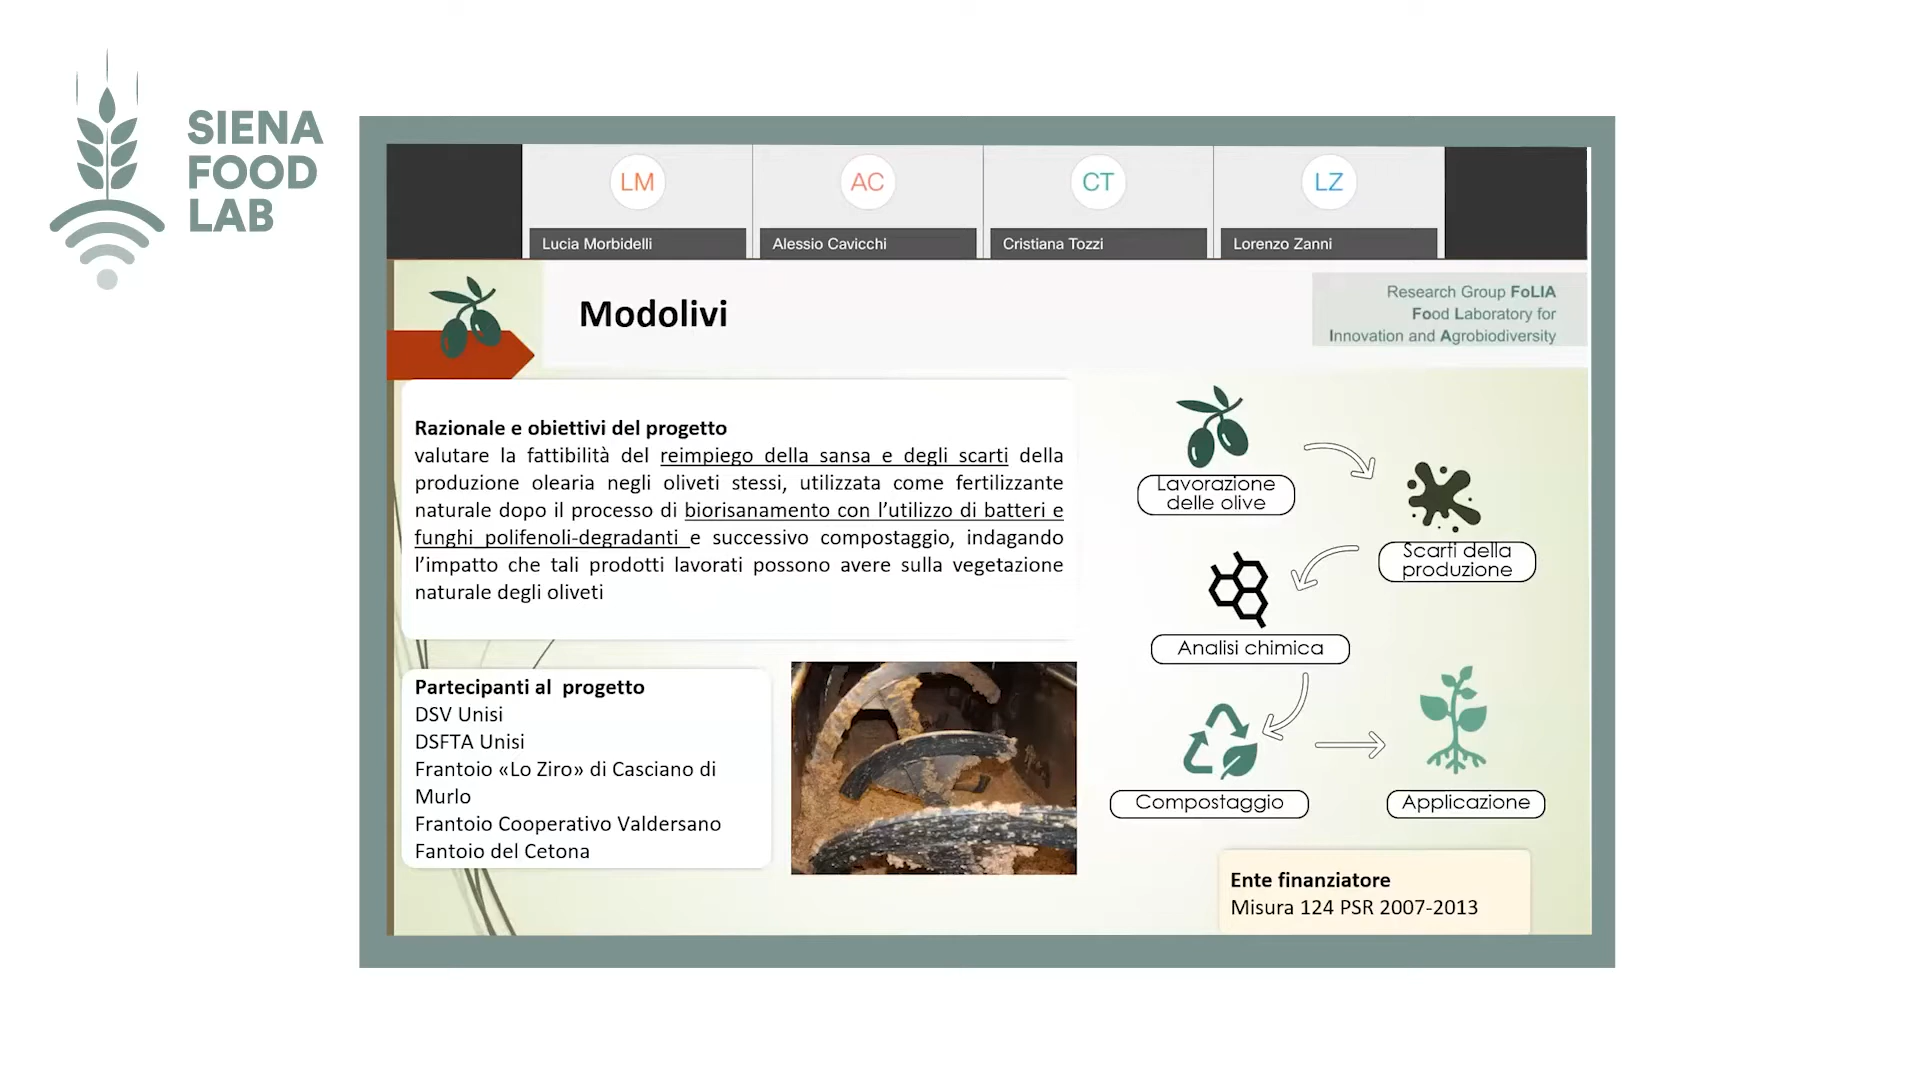 SIENA
FOOD
LAB
LM
AC
CT
LZ
Lucia Morbidelli
Alessio Cavicchi
Cristiana Tozzi
Lorenzo Zanni
Modolivi
Research Group FoLIA
Food Laboratory for
Innovation and Agrobiodiversity
Razionale e obiettivi del progetto
valutare la fattibilità del reimpiego della sansa e degli scarti della
produzione olearia negli oliveti stessi, utilizzata come fertilizzante
naturale dopo il processo di biorisanamento con l’utilizzo di batteri e
funghi polifenoli-degradanti e successivo compostaggio, indagando
l’impatto che tali prodotti lavorati possono avere sulla vegetazione
naturale degli oliveti
Partecipanti al progetto
DSV Unisi
DSFTA Unisi
Frantoio «Lo Ziro» di Casciano di
Murlo
Frantoio Cooperativo Valdersano
Fantoio del Cetona
Lavorazione
delle olive
Scarti della
produzione
Analisi chimica
Compostaggio
Applicazione
Ente finanziatore
Misura 124 PSR 2007-2013